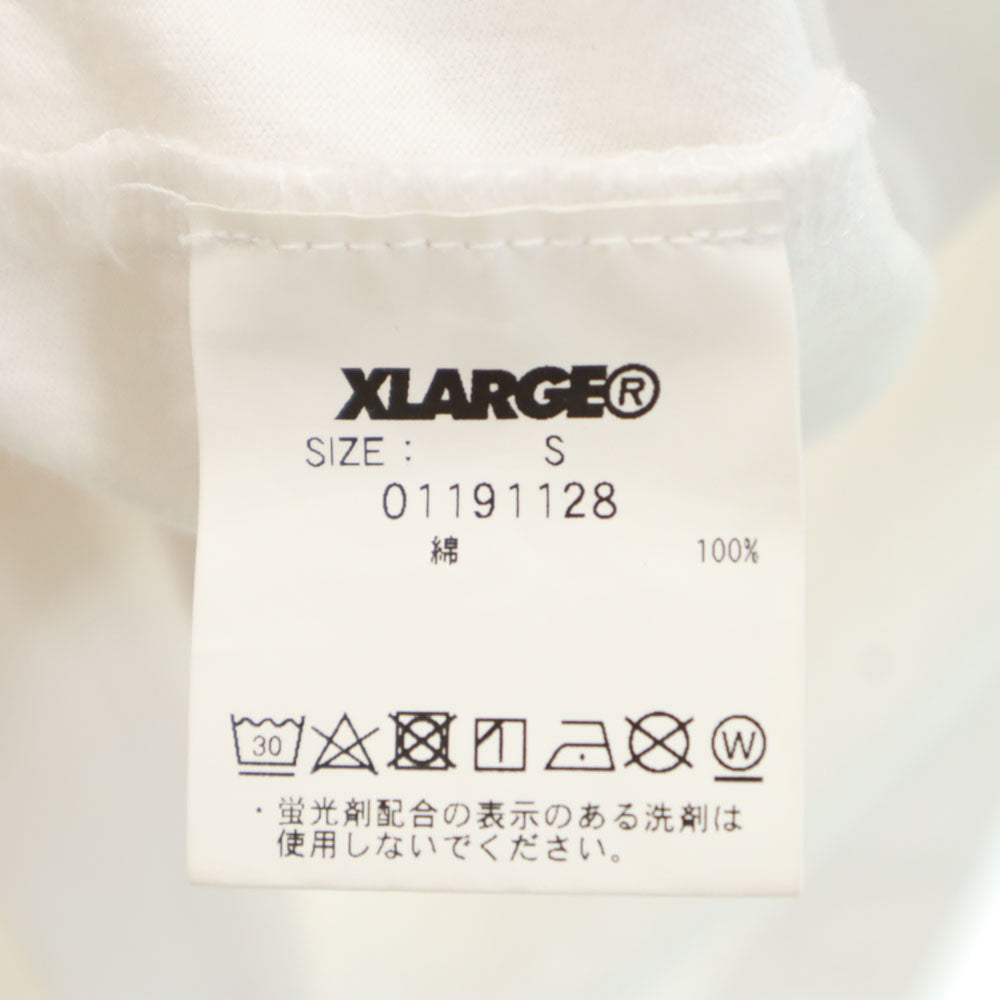 XLARGE®
SIZE : S
01191128
綿 100%
30 W
・蛍光剤配合の表示のある洗剤は
使用しないでください。